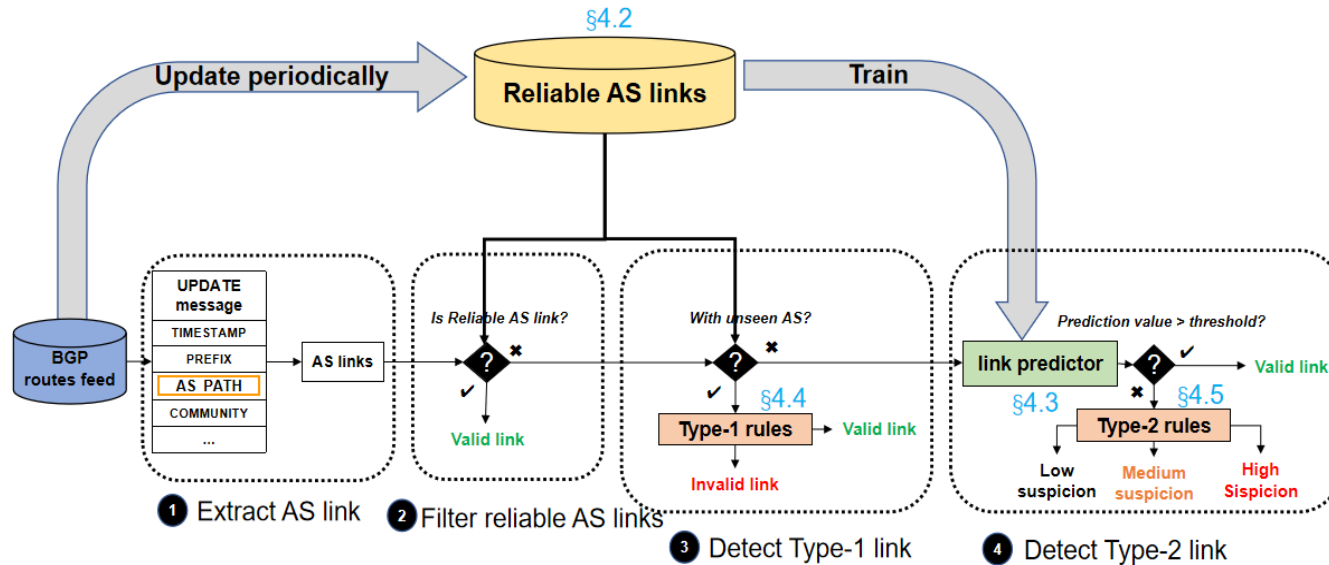 §4.2
Update periodically
Reliable AS links
Train
UPDATE
message
TIMESTAMP
PREFIX
AS PATH
COMMUNITY
...
BGP
routes feed
AS links
Is Reliable AS link?
?
Valid link
With unseen AS?
?
§4.4
Type-1 rules
Valid link
Invalid link
Prediction value > threshold?
link predictor
?
Valid link
§4.3
§4.5
Type-2 rules
Low
suspicion
Medium
suspicion
High
Sispicion
1 Extract AS link
2 Filter reliable AS links
3 Detect Type-1 link
4 Detect Type-2 link